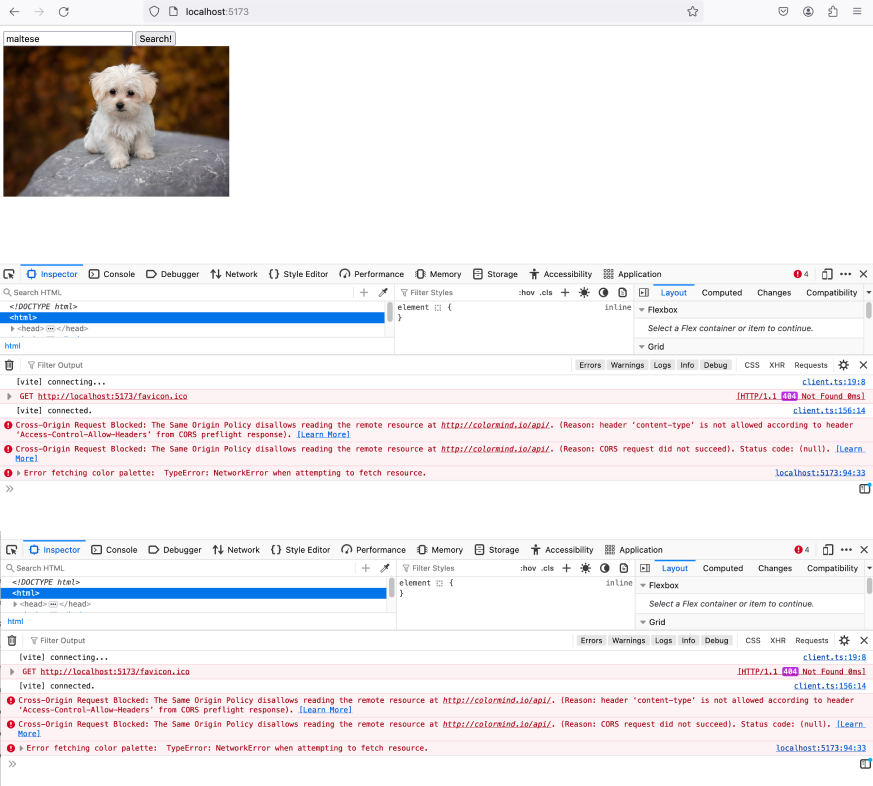 localhost:5173
maltese Search!
Inspector Console Debugger Network Style Editor Performance Memory Storage Accessibility Application 4
Search HTML Filter Styles :hov .cls Layout Computed Changes Compatibility
<!DOCTYPE html> element { inline Flexbox
<html> } Select a Flex container or item to continue.
<head> ••• </head> Grid
html
Filter Output Errors Warnings Logs Info Debug CSS XHR Requests
[vite] connecting... client.ts:19:8
GET http://localhost:5173/favicon.ico [HTTP/1.1 404 Not Found 0ms]
[vite] connected. client.ts:156:14
Cross-Origin Request Blocked: The Same Origin Policy disallows reading the remote resource at http://colormind.io/api/. (Reason: header ‘content-type’ is not allowed according to header
‘Access-Control-Allow-Headers’ from CORS preflight response). [Learn More]
Cross-Origin Request Blocked: The Same Origin Policy disallows reading the remote resource at http://colormind.io/api/. (Reason: CORS request did not succeed). Status code: (null). [Learn
More]
Error fetching color palette: TypeError: NetworkError when attempting to fetch resource. localhost:5173:94:33
Inspector Console Debugger Network Style Editor Performance Memory Storage Accessibility Application 4
Search HTML Filter Styles :hov .cls Layout Computed Changes Compatibility
<!DOCTYPE html> element { inline Flexbox
<html> } Select a Flex container or item to continue.
<head> ••• </head> Grid
html
Filter Output Errors Warnings Logs Info Debug CSS XHR Requests
[vite] connecting... client.ts:19:8
GET http://localhost:5173/favicon.ico [HTTP/1.1 404 Not Found 0ms]
[vite] connected. client.ts:156:14
Cross-Origin Request Blocked: The Same Origin Policy disallows reading the remote resource at http://colormind.io/api/. (Reason: header ‘content-type’ is not allowed according to header
‘Access-Control-Allow-Headers’ from CORS preflight response). [Learn More]
Cross-Origin Request Blocked: The Same Origin Policy disallows reading the remote resource at http://colormind.io/api/. (Reason: CORS request did not succeed). Status code: (null). [Learn
More]
Error fetching color palette: TypeError: NetworkError when attempting to fetch resource. localhost:5173:94:33